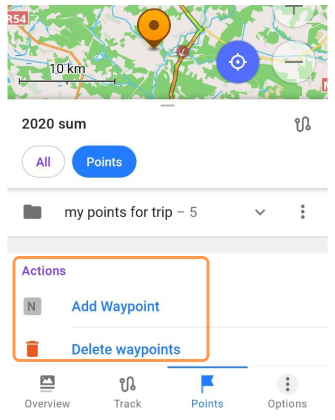 R54
10 km
2020 sum
All
Points
my points for trip – 5
Actions
N
Add Waypoint
Delete waypoints
Overview
Track
Points
Options